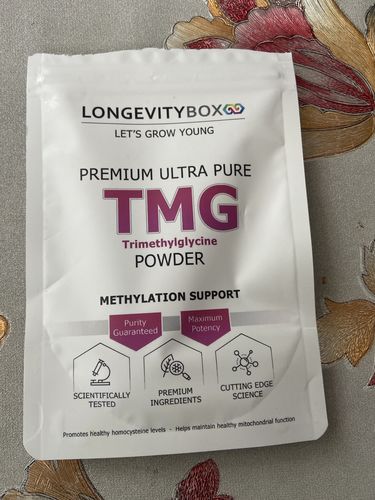 LONGEVITYBOX
LET'S GROW YOUNG
PREMIUM ULTRA PURE
TMG
Trimethylglycine
POWDER
METHYLATION SUPPORT
Purity
Guaranteed
Maximum
Potency
SCIENTIFICALLY
TESTED
PREMIUM
INGREDIENTS
CUTTING EDGE
SCIENCE
Promotes healthy homocysteine levels - Helps maintain healthy mitochondrial function